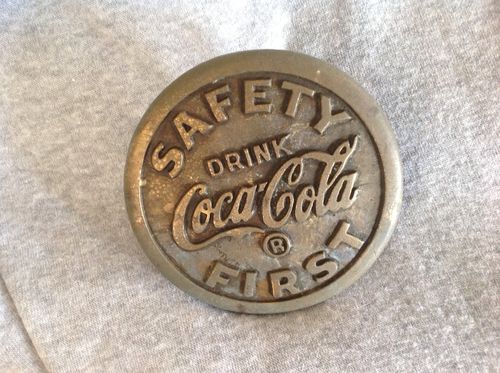 SAFETY
DRINK
Coca-Cola
®
FIRST